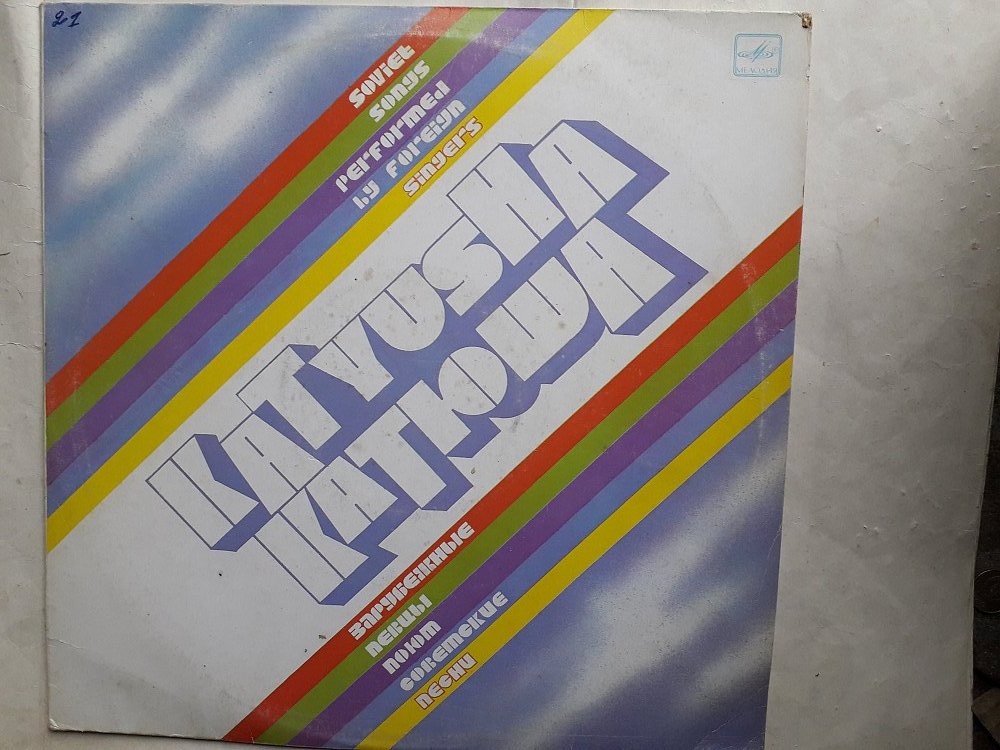 21
МЕЛОДИЯ
Soviet
songs
performed
by foreign
singers
KATYUSHA
КАТЮША
Зарубежные
певцы
поют
советские
песни